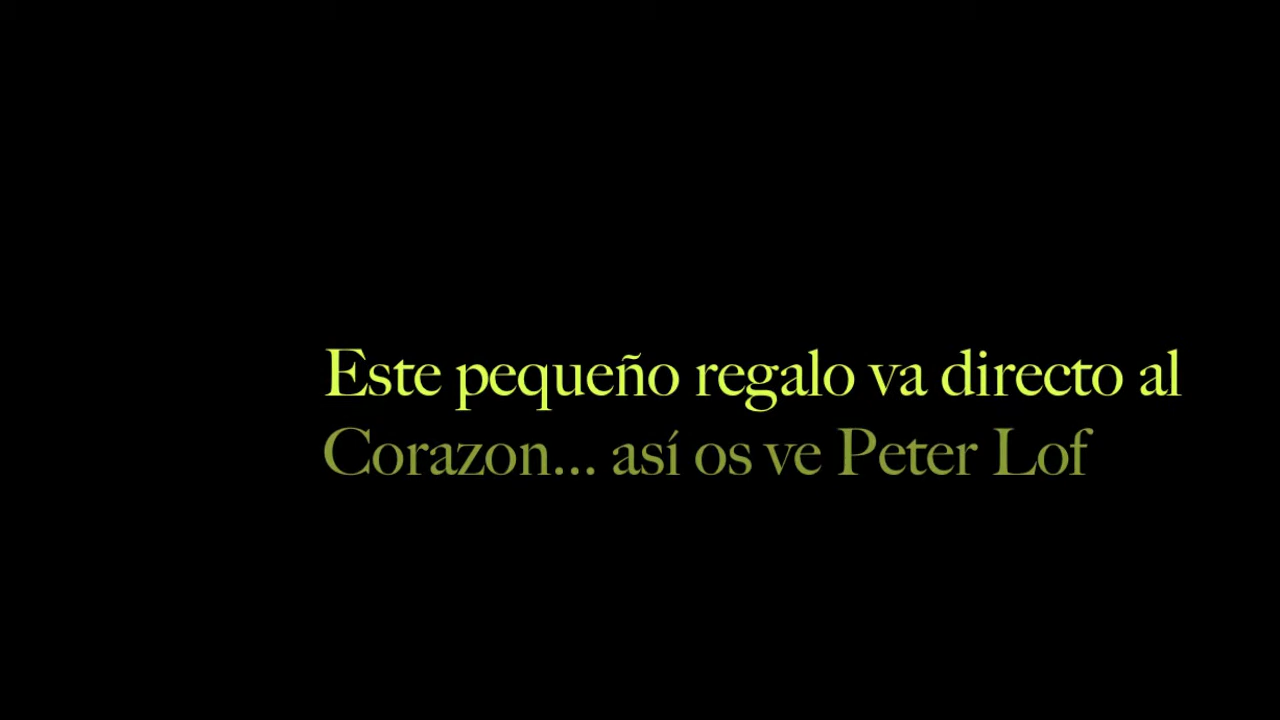 Este pequeño regalo va directo al
Corazon... así os ve Peter Lof